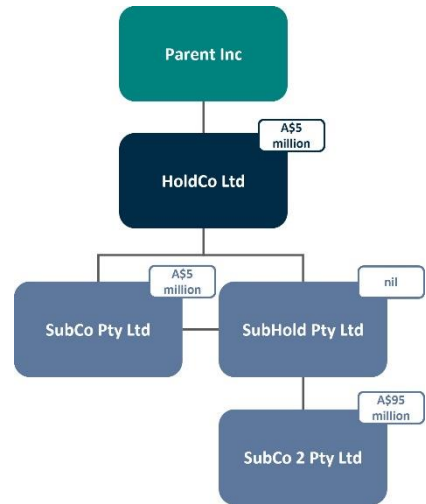 Parent Inc
A$5
million
HoldCo Ltd
A$5
million
nil
SubCo Pty Ltd
SubHold Pty Ltd
A$95
million
SubCo 2 Pty Ltd